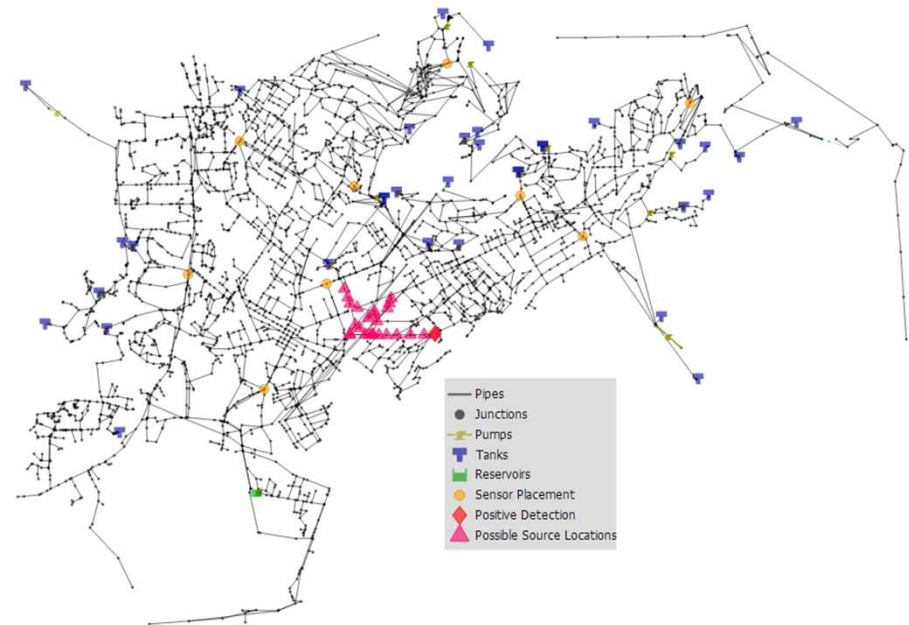 Pipes
Junctions
Pumps
Tanks
Reservoirs
Sensor Placement
Positive Detection
Possible Source Locations